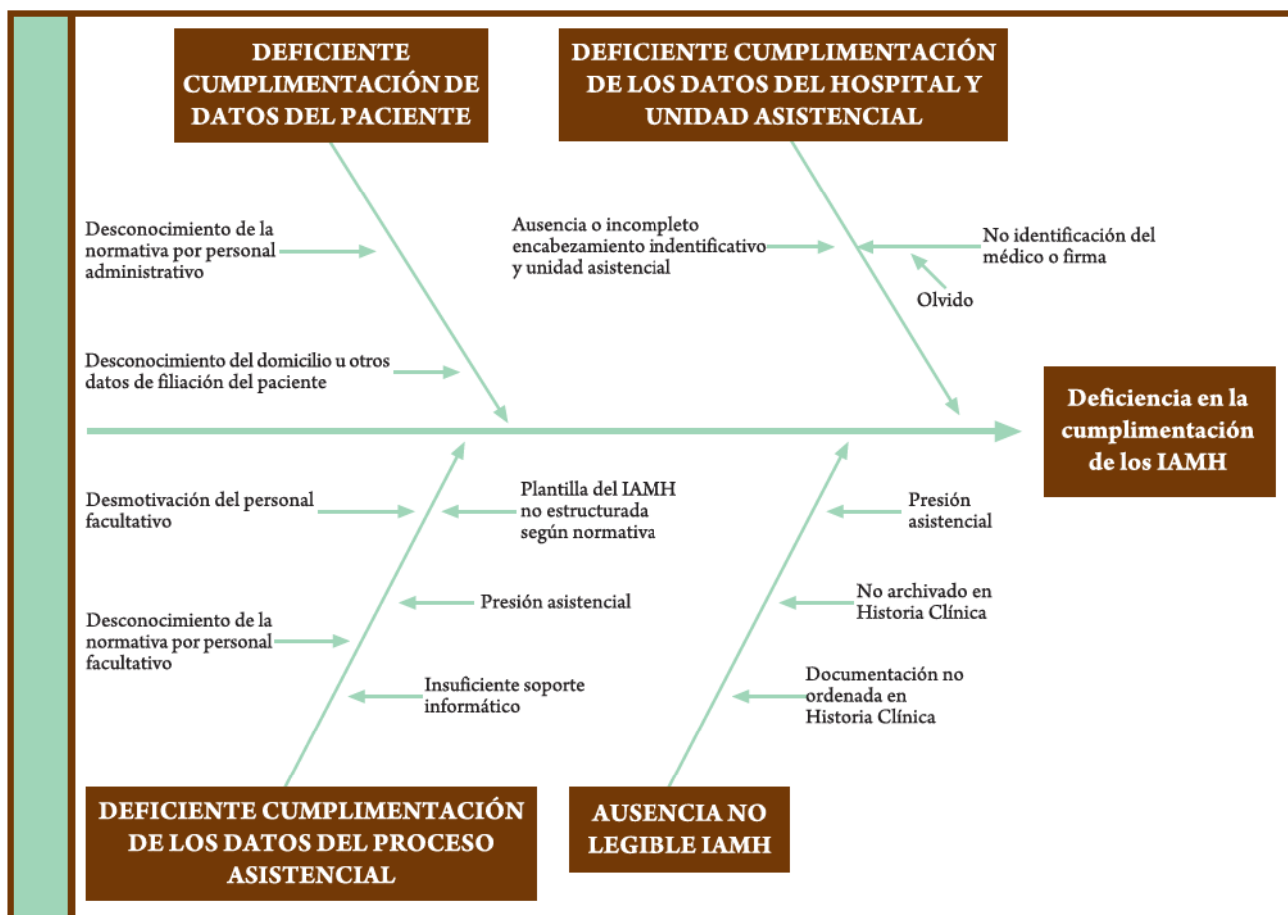 DEFICIENTE
CUMPLIMENTACIÓN DE
DATOS DEL PACIENTE
DEFICIENTE CUMPLIMENTACIÓN
DE LOS DATOS DEL HOSPITAL Y
UNIDAD ASISTENCIAL
Desconocimiento de la
normativa por personal
administrativo
Ausencia o incompleto
encabezamiento indentificativo
y unidad asistencial
No identificación del
médico o firma
Olvido
Desconocimiento del domicilio u otros
datos de filiación del paciente
Deficiencia en la
cumplimentación
de los IAMH
Desmotivación del personal
facultativo
Plantilla del IAMH
no estructurada
según normativa
Presión
asistencial
Desconocimiento de la
normativa por personal
facultativo
Presión asistencial
No archivado en
Historia Clínica
Insuficiente soporte
informático
Documentación no
ordenada en
Historia Clínica
DEFICIENTE CUMPLIMENTACIÓN
DE LOS DATOS DEL PROCESO
ASISTENCIAL
AUSENCIA NO
LEGIBLE IAMH